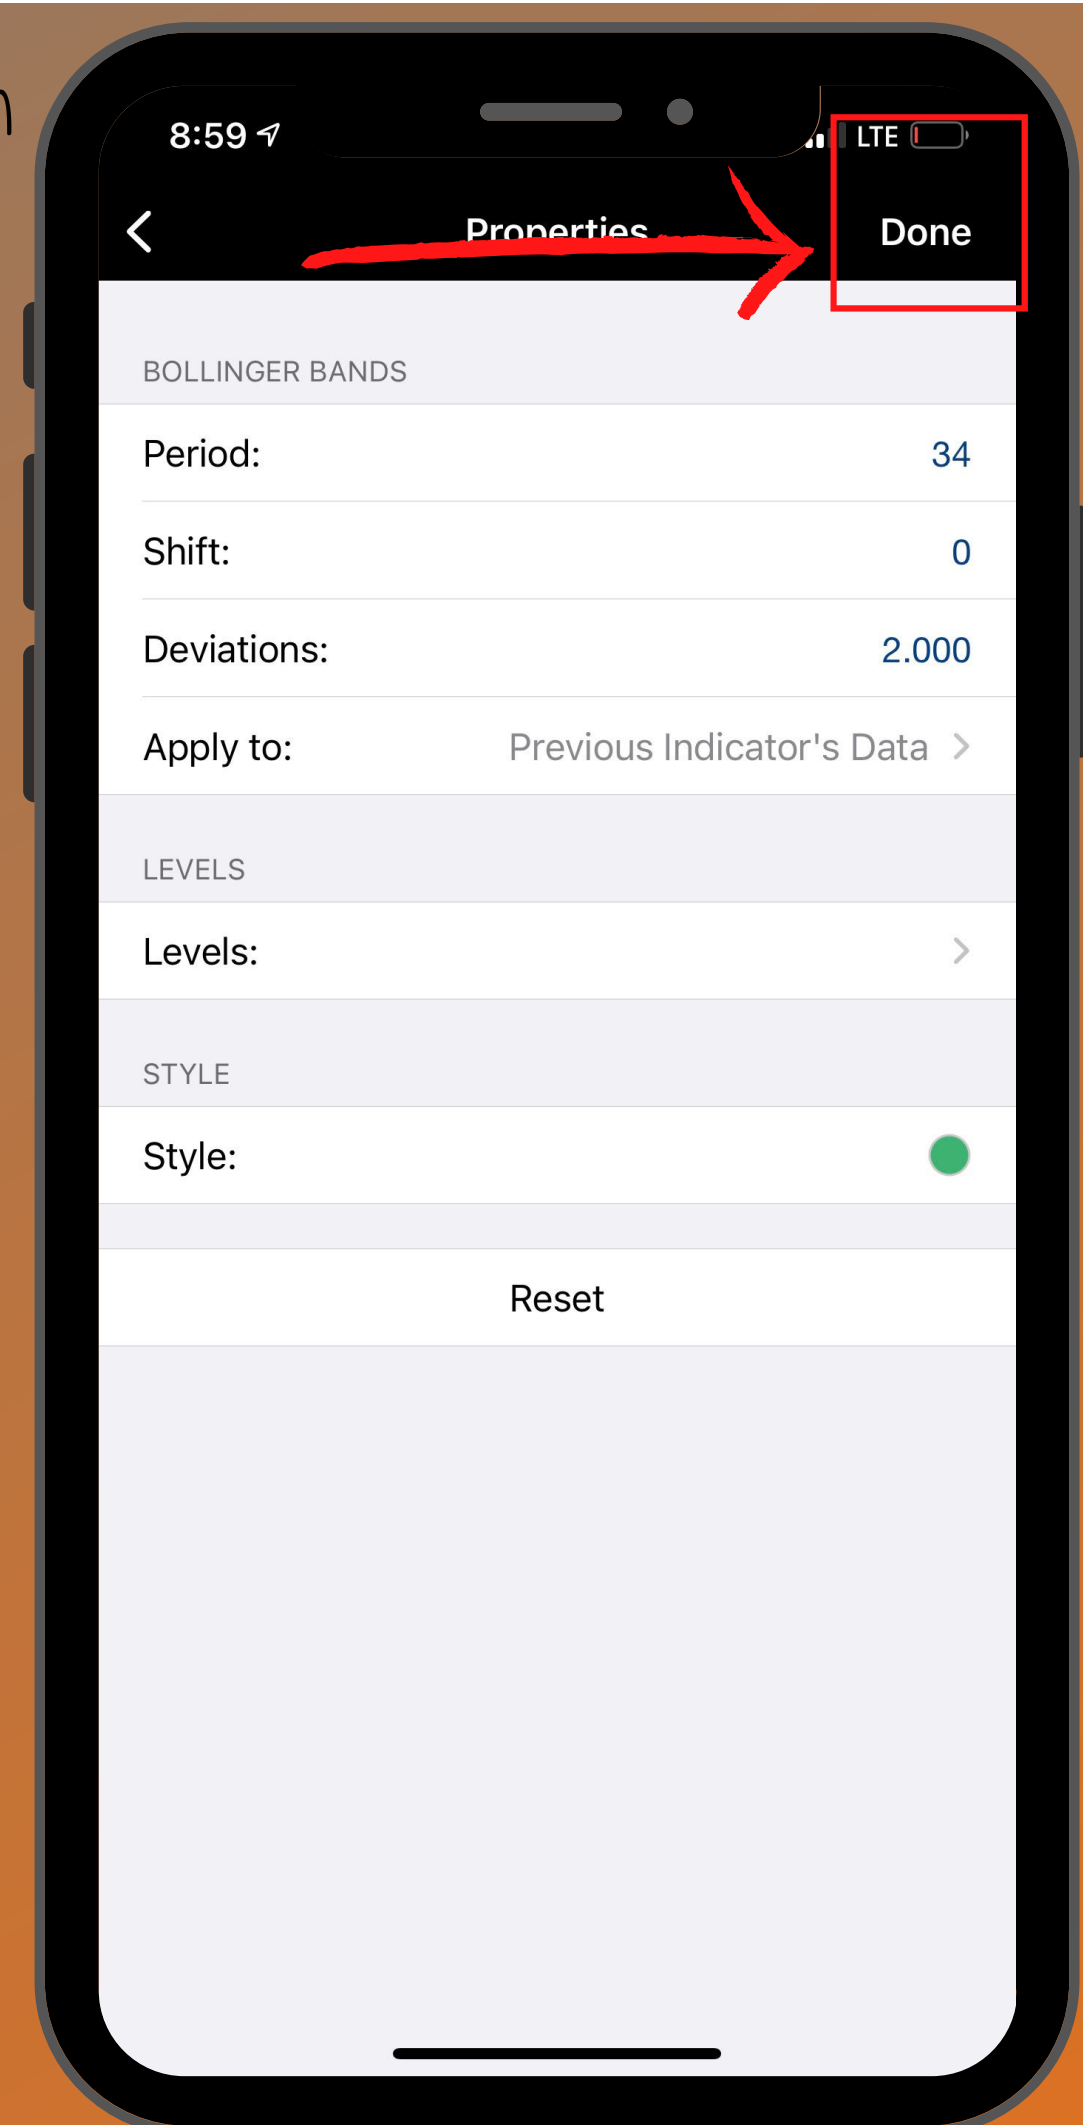 8:59
LTE
Properties
Done
BOLLINGER BANDS
Period: 34
Shift: 0
Deviations: 2.000
Apply to: Previous Indicator's Data
LEVELS
Levels:
STYLE
Style:
Reset